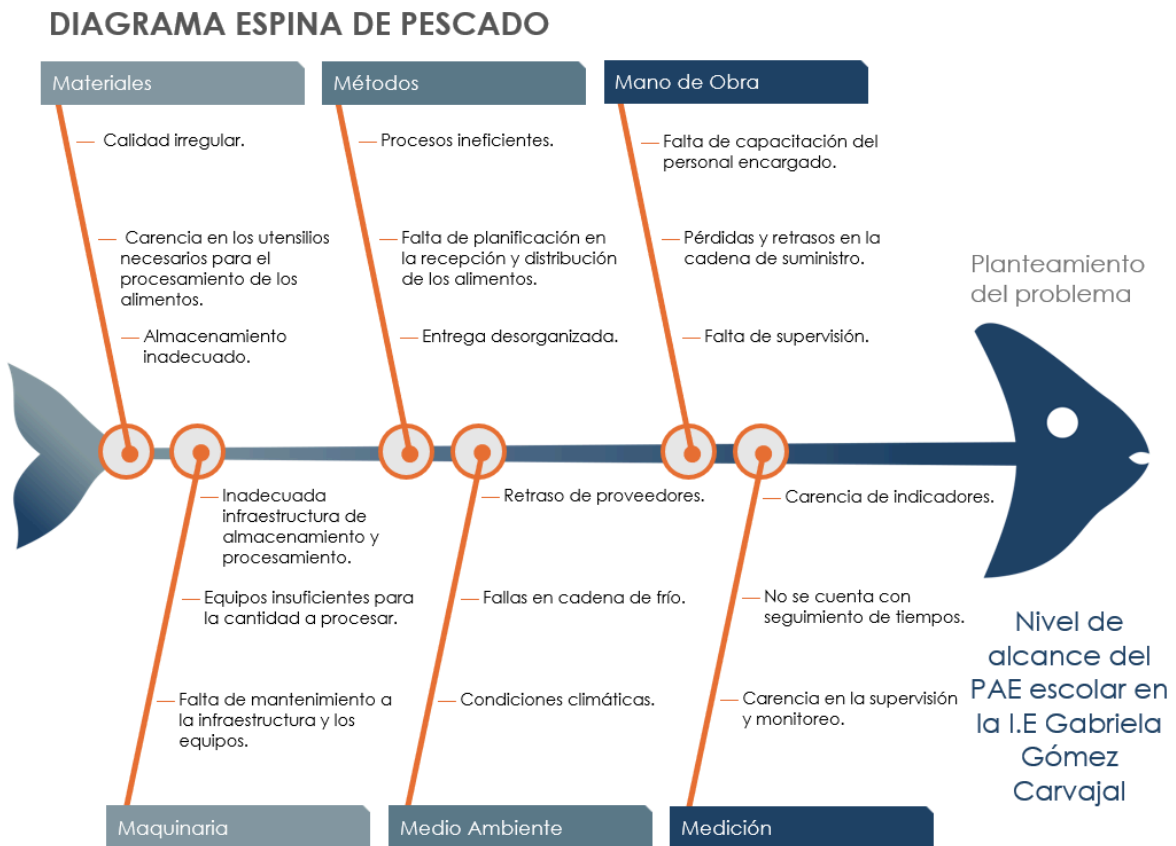 DIAGRAMA ESPINA DE PESCADO
Materiales
Métodos
Mano de Obra
Calidad irregular.
Carencia en los utensilios
necesarios para el
procesamiento de los
alimentos.
Almacenamiento
inadecuado.
Procesos ineficientes.
Falta de planificación en
la recepción y distribución
de los alimentos.
Entrega desorganizada.
Falta de capacitación del
personal encargado.
Pérdidas y retrasos en la
cadena de suministro.
Falta de supervisión.
Planteamiento
del problema
Inadecuada
infraestructura de
almacenamiento y
procesamiento.
Equipos insuficientes para
la cantidad a procesar.
Falta de mantenimiento a
la infraestructura y los
equipos.
Retraso de proveedores.
Fallas en cadena de frío.
Condiciones climáticas.
Carencia de indicadores.
No se cuenta con
seguimiento de tiempos.
Carencia en la supervisión
y monitoreo.
Nivel de
alcance del
PAE escolar en
la I.E Gabriela
Gómez
Carvajal
Maquinaria
Medio Ambiente
Medición